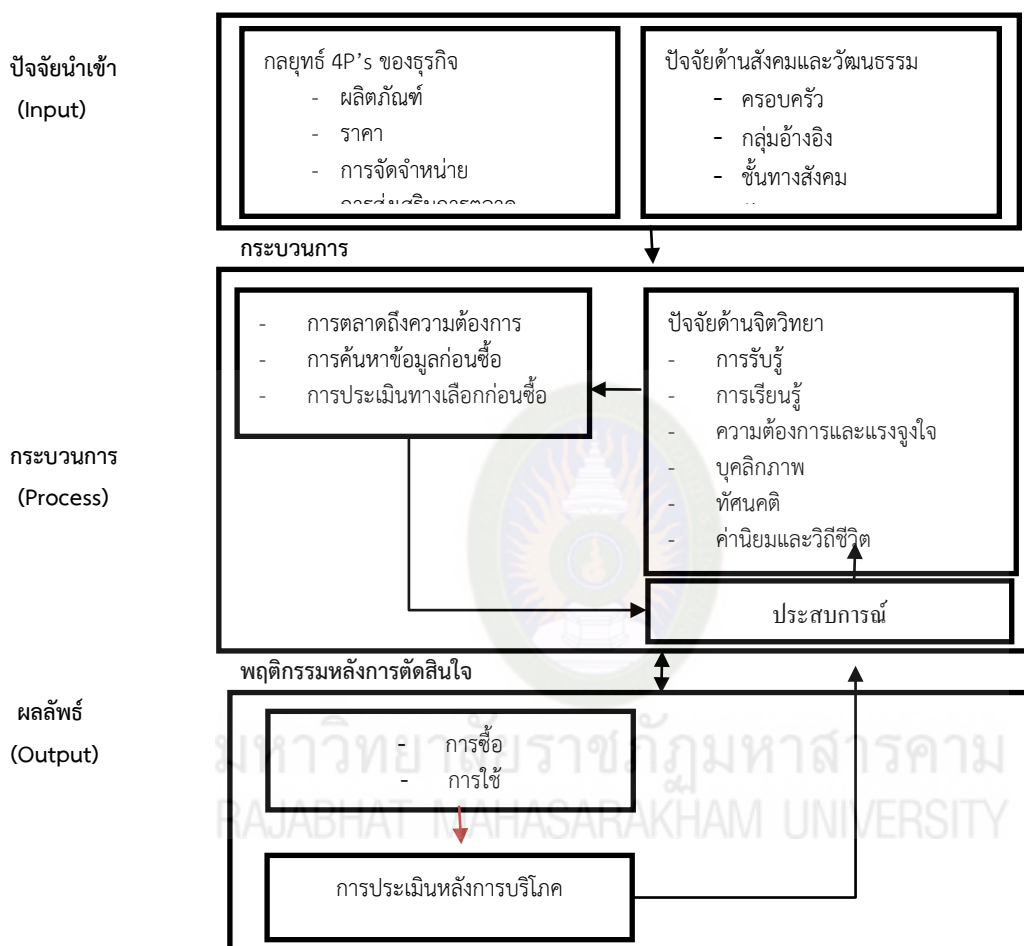 ปัจจัยนำเข้า
(Input)
กลยุทธ์ 4P's ของธุรกิจ
- ผลิตภัณฑ์
- ราคา
- การจัดจำหน่าย
- การส่งเสริมการตลาด
ปัจจัยด้านสังคมและวัฒนธรรม
- ครอบครัว
- กลุ่มอ้างอิง
- ชั้นทางสังคม
กระบวนการ
- การตลาดถึงความต้องการ
- การค้นหาข้อมูลก่อนซื้อ
- การประเมินทางเลือกก่อนซื้อ
ปัจจัยด้านจิตวิทยา
- การรับรู้
- การเรียนรู้
- ความต้องการและแรงจูงใจ
- บุคลิกภาพ
- ทัศนคติ
- ค่านิยมและวิถีชีวิต
กระบวนการ
(Process)
ประสบการณ์
พฤติกรรมหลังการตัดสินใจ
ผลลัพธ์
(Output)
- การซื้อ
- การใช้
มหาวิทยาลัยราชภัฏมหาสารคาม
RAJABHAT MAHASARAKHAM UNIVERSITY
การประเมินหลังการบริโภค